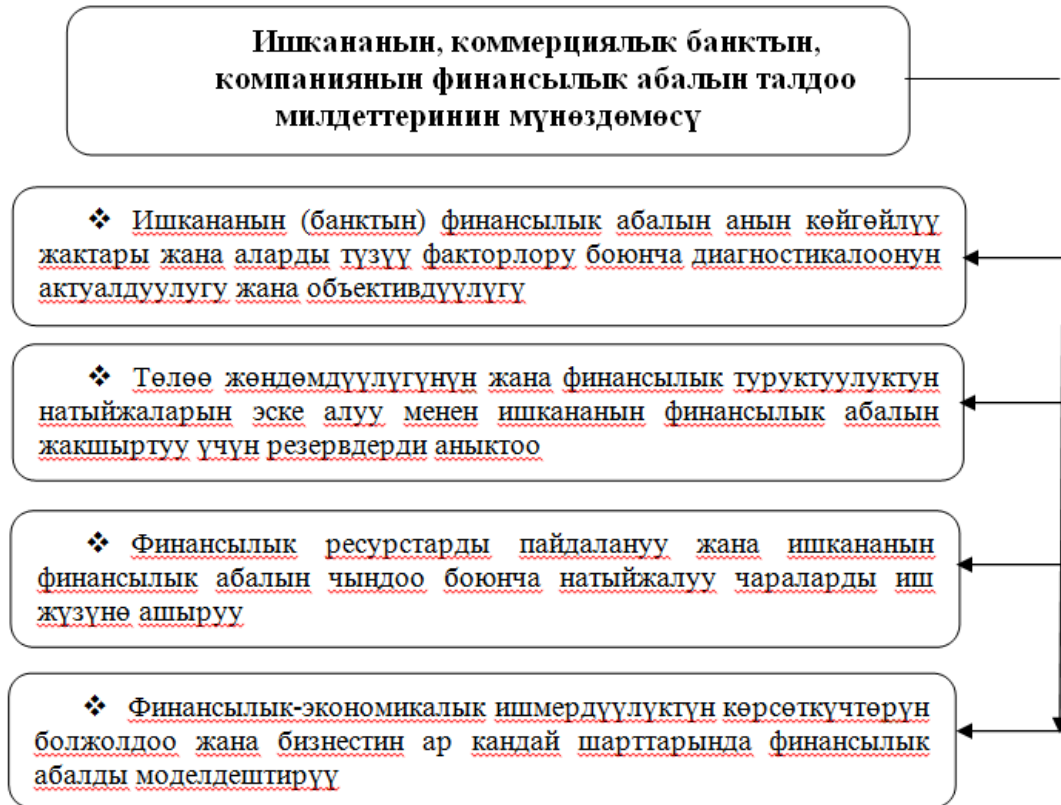 Ишкананын, коммерциялык банктын,
компаниянын финансылык абалын талдоо
милдеттеринин мүнөздөмөсү
❖ Ишкананын (банктын) финансылык абалын анын көйгөйлүү
жактары жана аларды түзүү факторлору боюнча диагностикалоонун
актуалдуулугу жана объективдүүлүгү
❖ Төлөө жөндөмдүүлүгүнүн жана финансылык туруктуулуктун
натыйжаларын эске алуу менен ишкананын финансылык абалын
жакшыртуу үчүн резервдерди аныктоо
❖ Финансылык ресурстарды пайдалануу жана ишкананын
финансылык абалын чыңдоо боюнча натыйжалуу чараларды иш
жүзүнө ашыруу
❖ Финансылык-экономикалык ишмердүүлүктүн көрсөткүчтөрүн
болжолдоо жана бизнестин ар кандай шарттарында финансылык
абалды моделдештирүү